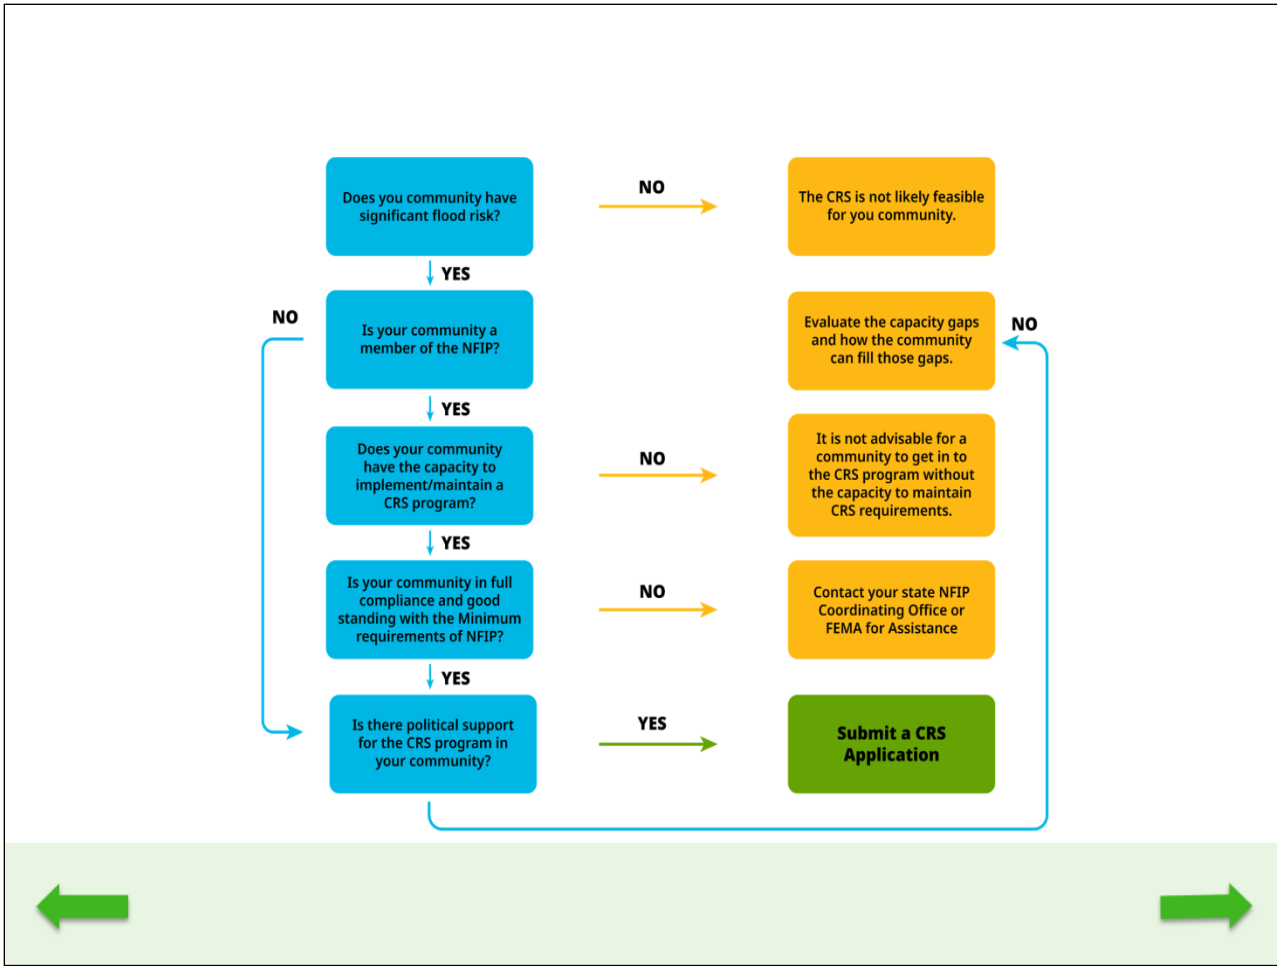 Does you community have
significant flood risk?
NO
The CRS is not likely feasible
for you community.
YES
NO
Is your community a
member of the NFIP?
Evaluate the capacity gaps
and how the community
can fill those gaps.
NO
YES
Does your community
have the capacity to
implement/maintain a
CRS program?
NO
It is not advisable for a
community to get in to
the CRS program without
the capacity to maintain
CRS requirements.
YES
Is your community in full
compliance and good
standing with the Minimum
requirements of NFIP?
NO
Contact your state NFIP
Coordinating Office or
FEMA for Assistance
YES
Is there political support
for the CRS program in
your community?
YES
Submit a CRS
Application